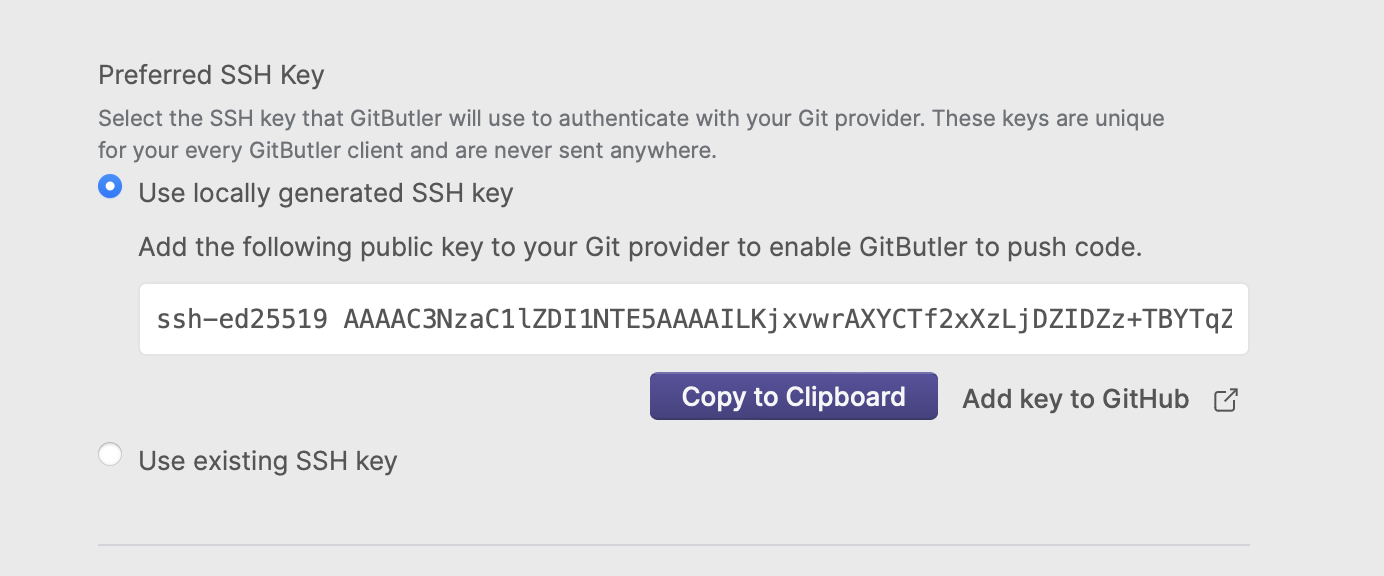 Preferred SSH Key
Select the SSH key that GitButler will use to authenticate with your Git provider. These keys are unique
for your every GitButler client and are never sent anywhere.
Use locally generated SSH key
Add the following public key to your Git provider to enable GitButler to push code.
ssh-ed25519 AAAAC3NzaC1lZDI1NTE5AAAAILKjxvwrAXYCTf2xXzLjDZIDZz+TBYTqZ
Copy to Clipboard
Add key to GitHub
Use existing SSH key